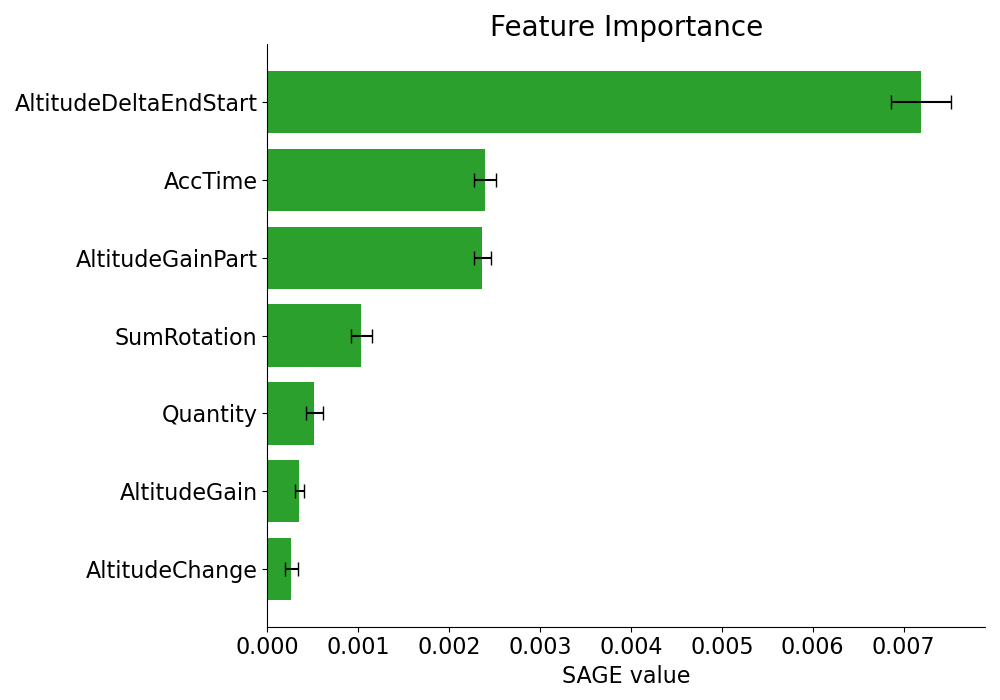 Feature Importance
AltitudeDeltaEndStart
AccTime
AltitudeGainPart
SumRotation
Quantity
AltitudeGain
AltitudeChange
0.000 0.001 0.002 0.003 0.004 0.005 0.006 0.007
SAGE value